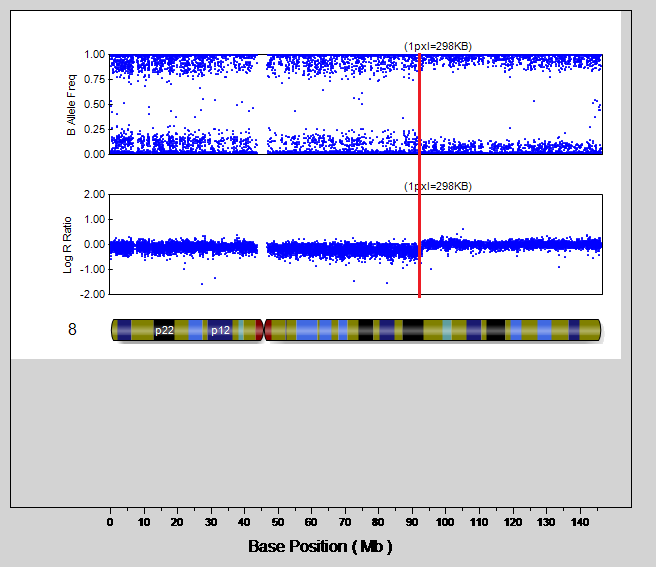 (1pxl=298KB)
1.00
0.75
0.50
0.25
0.00
B Allele Freq
(1pxl=298KB)
2.00
1.00
0.00
-1.00
-2.00
Log R Ratio
8
p22
p12
0 10 20 30 40 50 60 70 80 90 100 110 120 130 140
Base Position ( Mb )